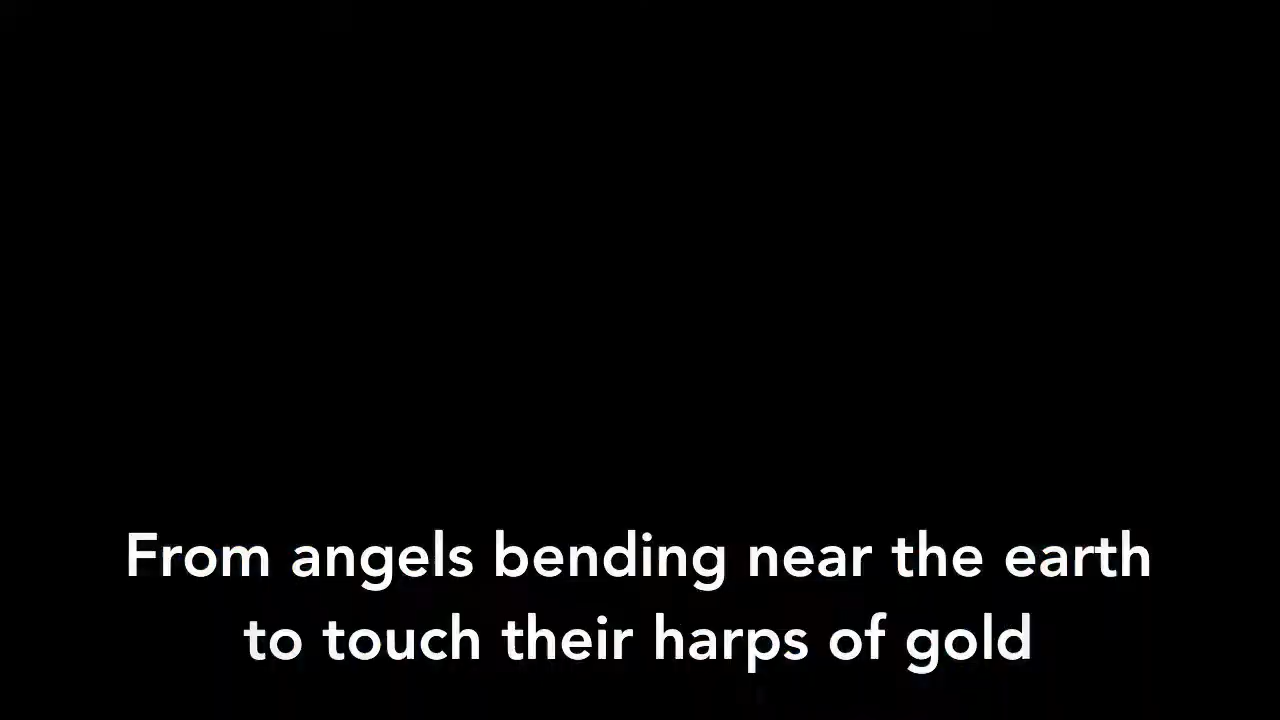 From angels bending near the earth
to touch their harps of gold